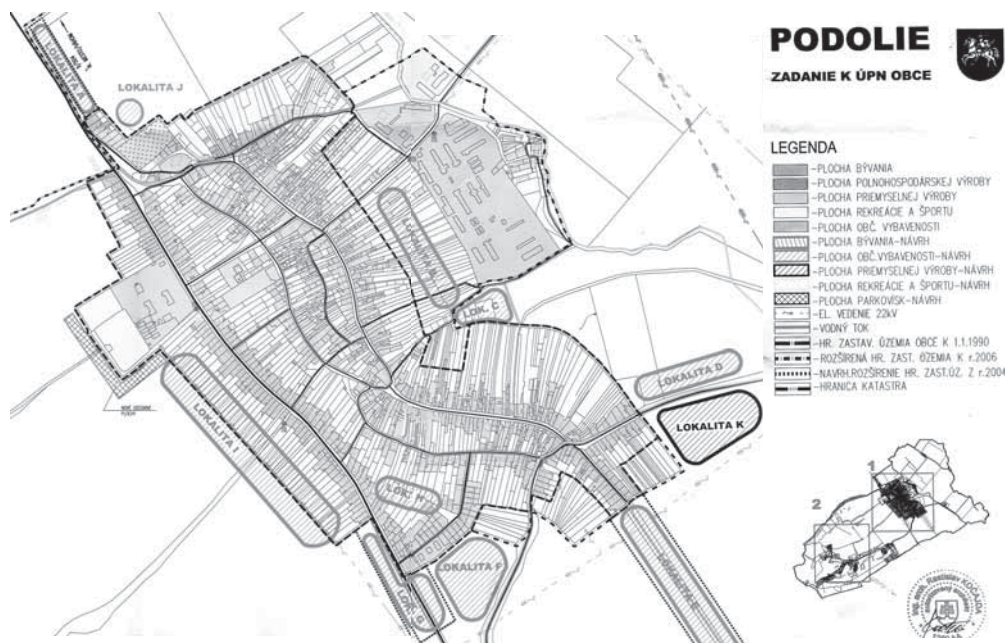 PODOLIE
ZADANIE K ÚPN OBCE
LEGENDA
-PLOCHA BÝVANIA
-PLOCHA POĽNOHOSPODÁRSKEJ VÝROBY
-PLOCHA PRIEMYSELNEJ VÝROBY
-PLOCHA REKREÁCIE A ŠPORTU
-PLOCHA OBČ. VYBAVENOSTI
-PLOCHA BÝVANIA-NÁVRH
-PLOCHA OBČ.VYBAVENOSTI-NÁVRH
-PLOCHA PRIEMYSELNEJ VÝROBY-NÁVRH
-PLOCHA REKREÁCIE A ŠPORTU-NÁVRH
-PLOCHA PARKOVÍSK-NÁVRH
-EL. VEDENIE 22kV
-VODNÝ TOK
-HR. ZASTAV. ÚZEMIA OBCE K 1.1.1990
-ROZŠÍRENÁ HR. ZAST. ÚZEMIA K r.2006
-NAVRH.ROZŠÍRENIE HR. ZAST.ÚZ. Z r.2004
-HRANICA KATASTRA
LOKALITA A
LOKALITA J
LOK. C
LOKALITA D
LOKALITA K
LOKALITA I
LOK. H
LOKALITA F
LOK. G
LOKALITA E
1
2